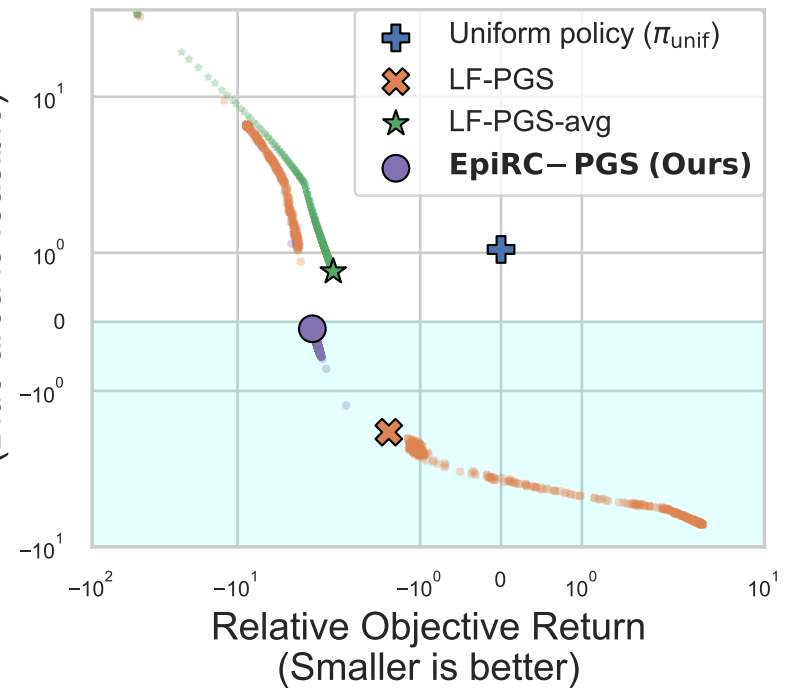 Uniform policy (π_unif)
LF-PGS
LF-PGS-avg
EpiRC−PGS (Ours)
10¹
10⁰
0
−10⁰
−10¹
−10² −10¹ −10⁰ 0 10⁰ 10¹
Relative Objective Return
(Smaller is better)